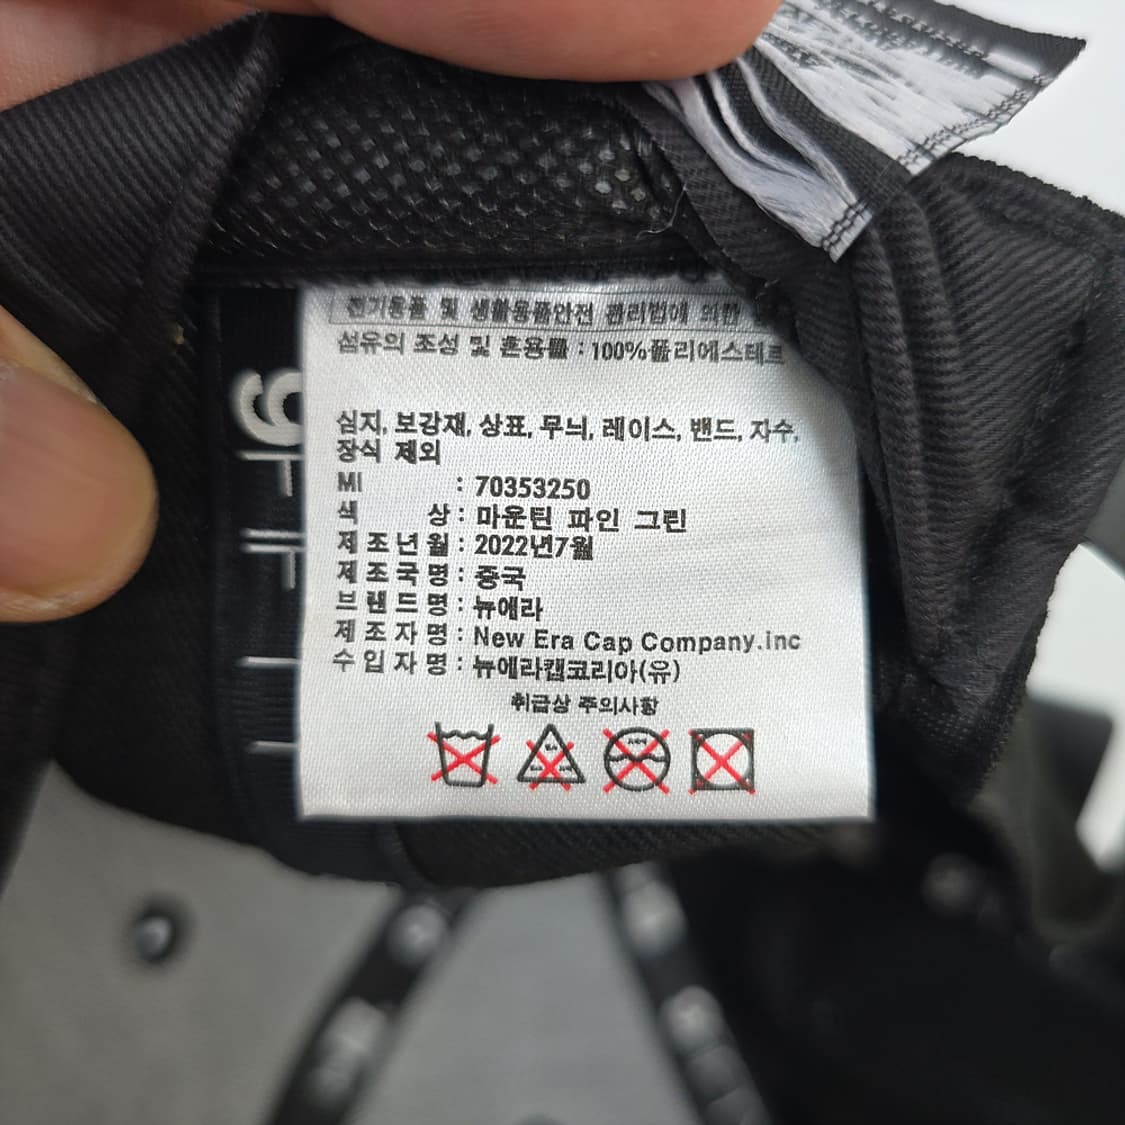 전기용품 및 생활용품안전 관리법에 의한
섬유의 조성 및 혼용률 : 100%폴리에스테르
심지, 보강재, 상표, 무늬, 레이스, 밴드, 자수,
장식 제외
MI : 70353250
색 상 : 마운틴 파인 그린
제 조 년 월 : 2022년7월
제 조 국 명 : 중국
브 랜 드 명 : 뉴에라
제 조 자 명 : New Era Cap Company.inc
수 입 자 명 : 뉴에라캡코리아(유)
취급상 주의사항